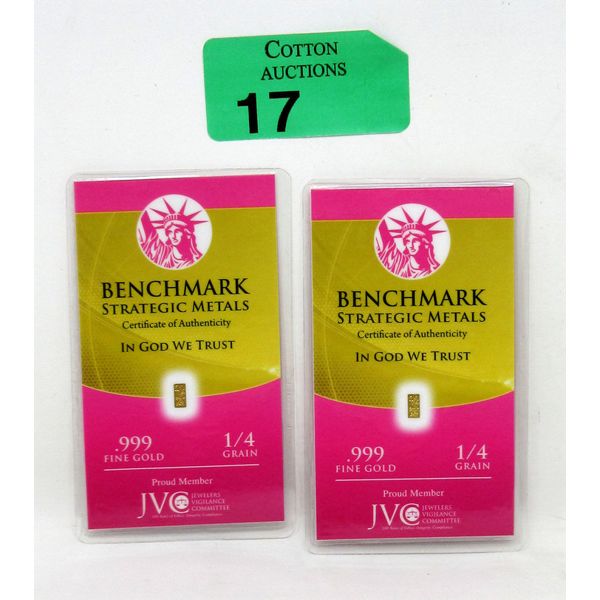 COTTON
AUCTIONS
17
BENCHMARK
STRATEGIC METALS
Certificate of Authenticity
IN GOD WE TRUST
.999 1/4
FINE GOLD GRAIN
Proud Member
JVC JEWELERS
VIGILANCE
COMMITTEE
BENCHMARK
STRATEGIC METALS
Certificate of Authenticity
IN GOD WE TRUST
.999 1/4
FINE GOLD GRAIN
Proud Member
JVC JEWELERS
VIGILANCE
COMMITTEE